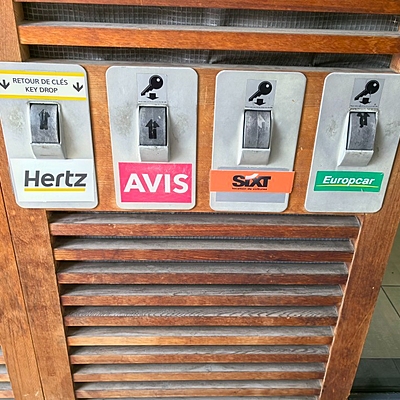 RETOUR DE CLÉS
KEY DROP
Hertz
AVIS
SIXT
Europcar